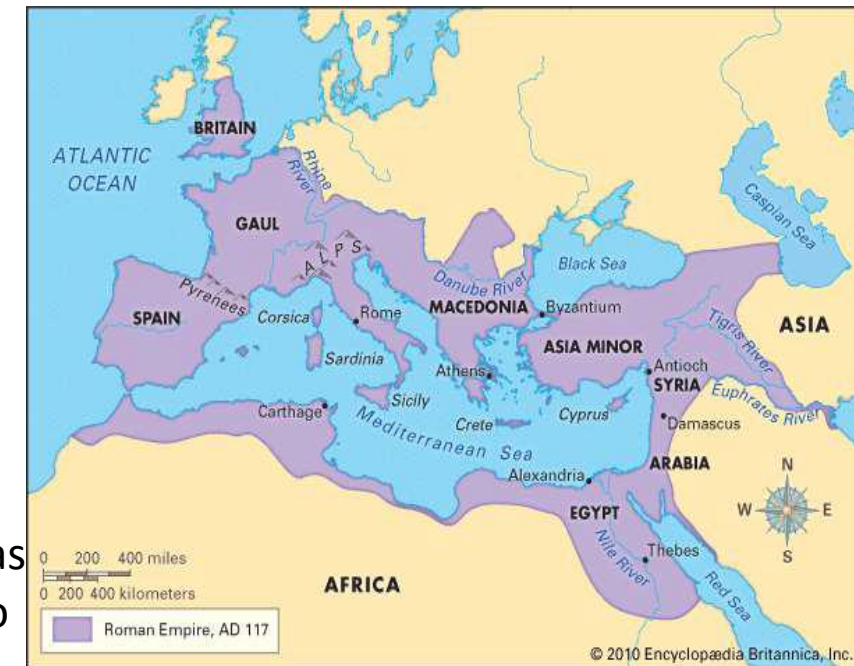 BRITAIN
ATLANTIC
OCEAN
Rhine
River
Caspian Sea
GAUL
ALPS
Black Sea
Danube River
Pyrenees
MACEDONIA
Byzantium
SPAIN
Corsica
Rome
Tigris River
ASIA
ASIA MINOR
Sardinia
Athens
Antioch
SYRIA
Euphrates River
Sicily
Carthage
Mediterranean Sea
Crete
Cyprus
Damascus
Alexandria
ARABIA
N
W
E
S
EGYPT
Nile River
Thebes
Red Sea
as
0 200 400 miles
0 200 400 kilometers
AFRICA
Roman Empire, AD 117
© 2010 Encyclopædia Britannica, Inc.